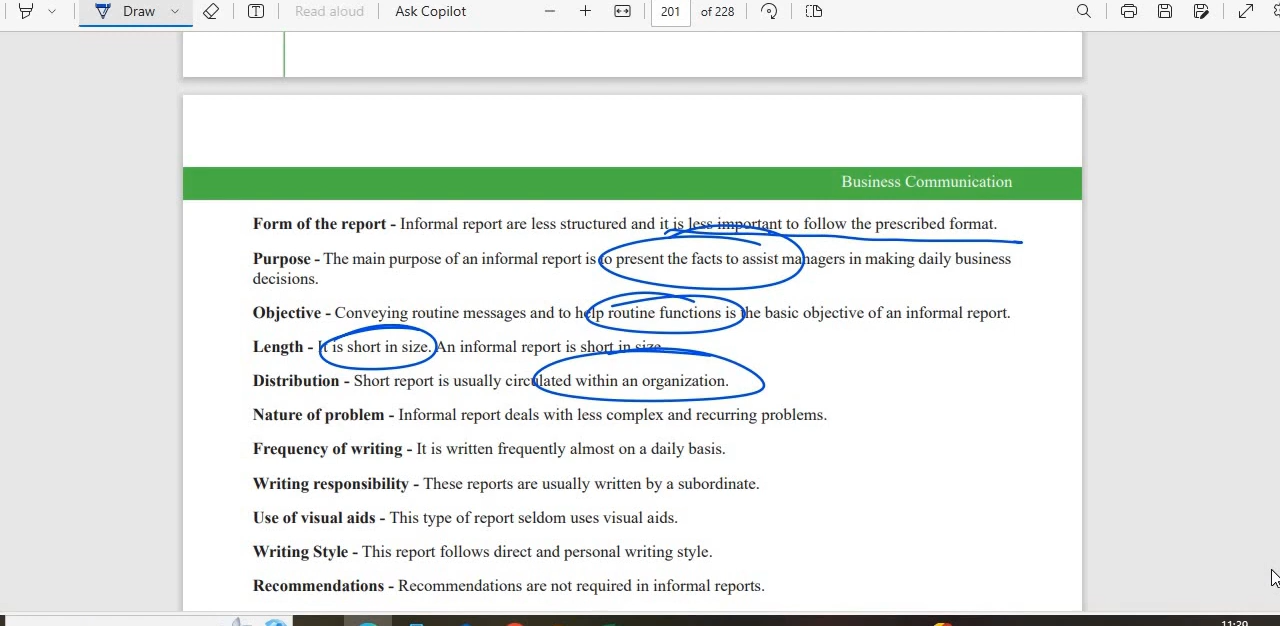 Draw
Read aloud
Ask Copilot
201
of 228
Business Communication
Form of the report - Informal report are less structured and it is less important to follow the prescribed format.
Purpose - The main purpose of an informal report is to present the facts to assist managers in making daily business
decisions.
Objective - Conveying routine messages and to help routine functions is the basic objective of an informal report.
Length - It is short in size. An informal report is short in size.
Distribution - Short report is usually circulated within an organization.
Nature of problem - Informal report deals with less complex and recurring problems.
Frequency of writing - It is written frequently almost on a daily basis.
Writing responsibility - These reports are usually written by a subordinate.
Use of visual aids - This type of report seldom uses visual aids.
Writing Style - This report follows direct and personal writing style.
Recommendations - Recommendations are not required in informal reports.